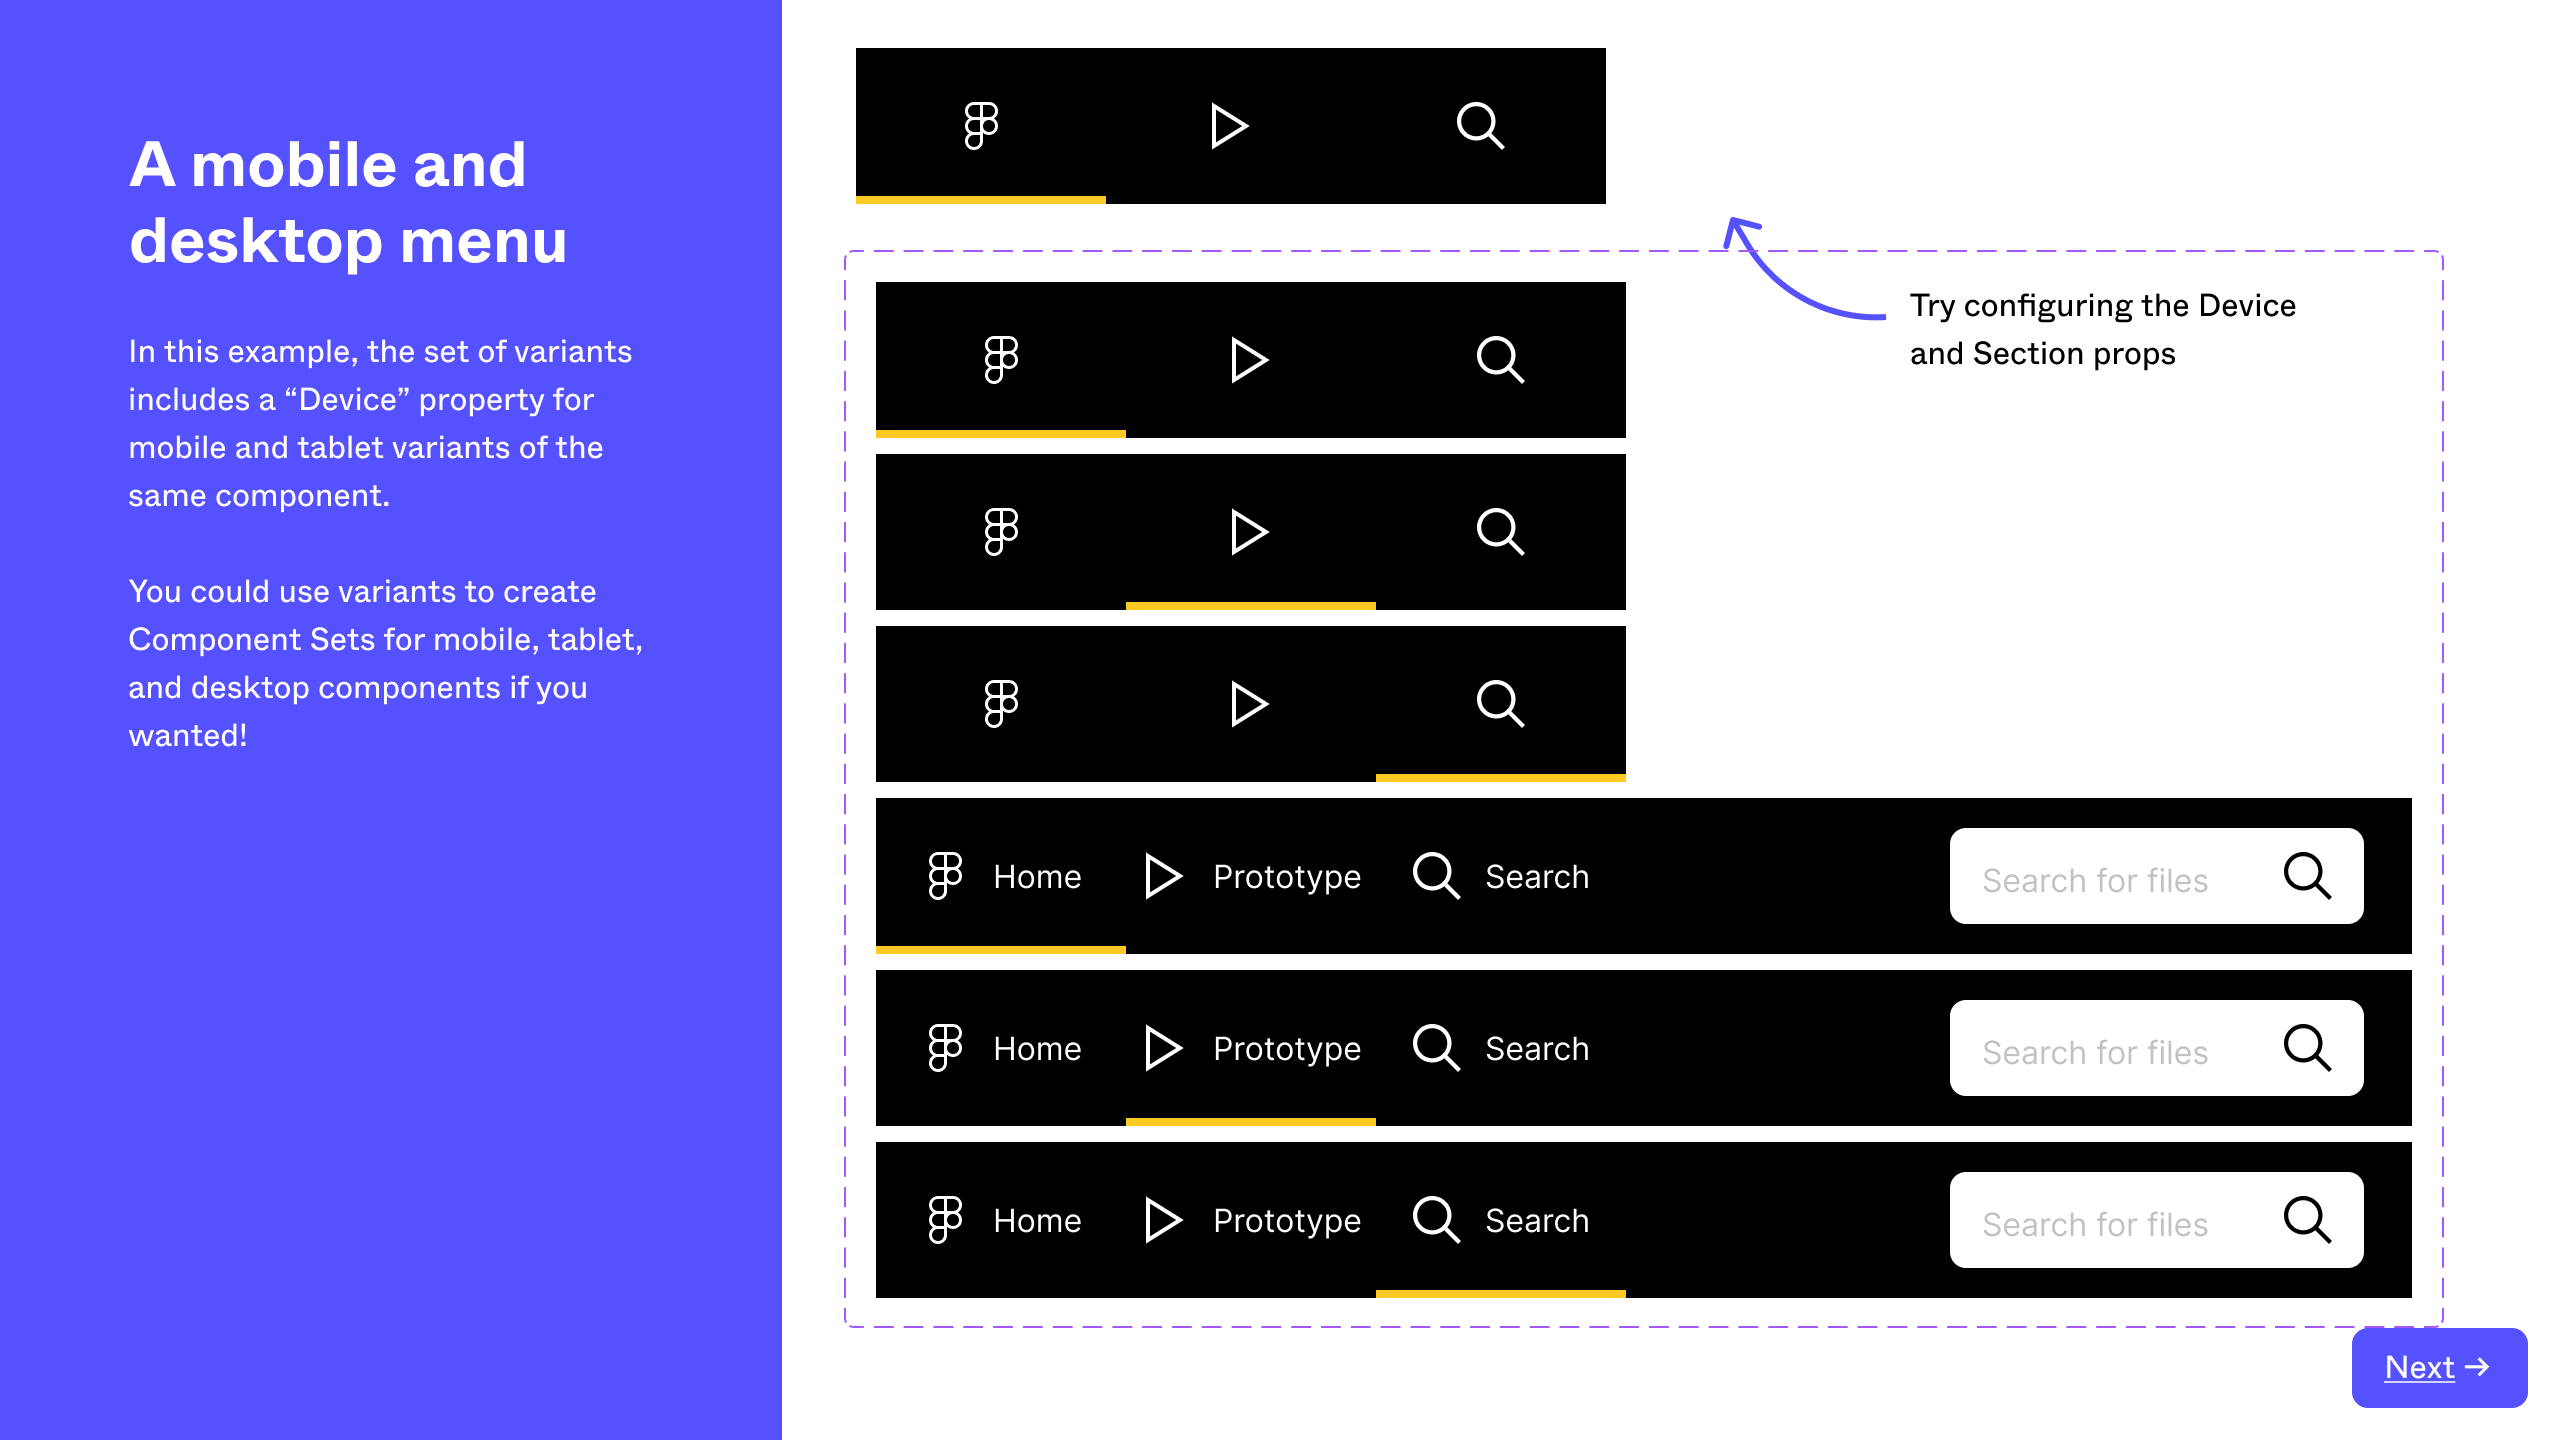 A mobile and
desktop menu
In this example, the set of variants
includes a “Device” property for
mobile and tablet variants of the
same component.
You could use variants to create
Component Sets for mobile, tablet,
and desktop components if you
wanted!
Try configuring the Device
and Section props
Home Prototype Search Search for files
Home Prototype Search Search for files
Home Prototype Search Search for files
Next →